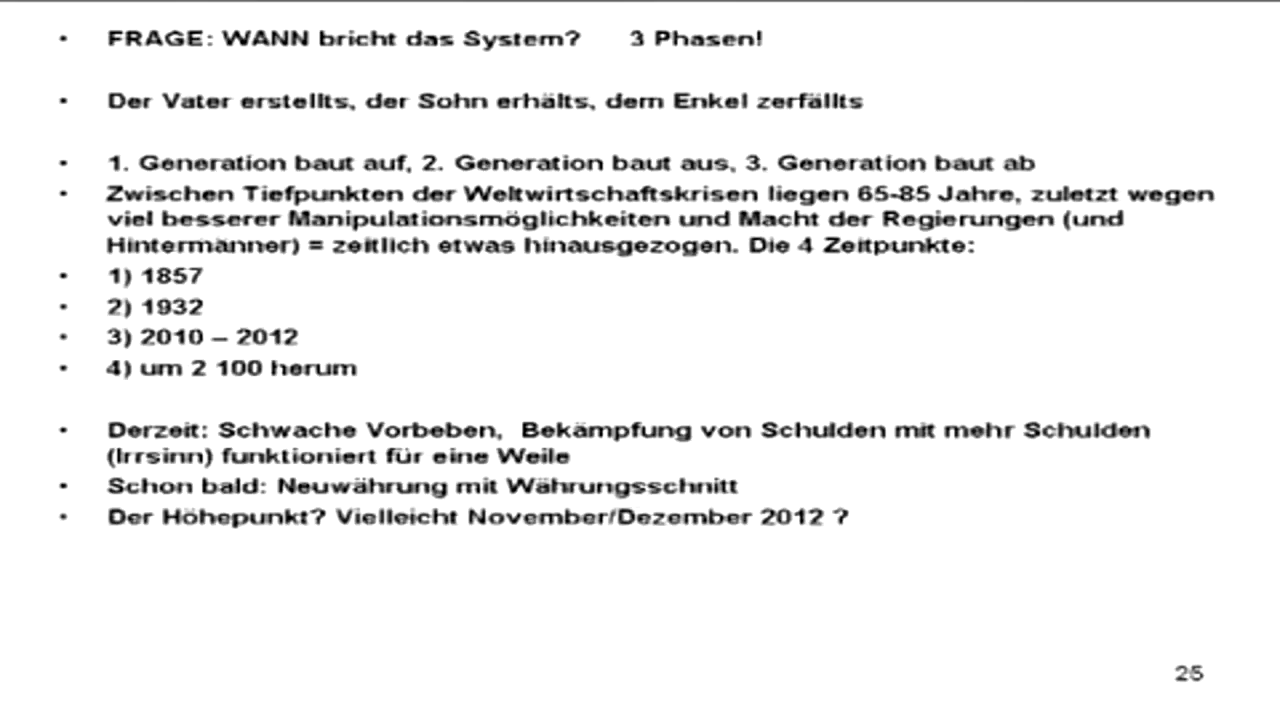 • FRAGE: WANN bricht das System? 3 Phasen!
• Der Vater erstellts, der Sohn erhälts, dem Enkel zerfällts
• 1. Generation baut auf, 2. Generation baut aus, 3. Generation baut ab
• Zwischen Tiefpunkten der Weltwirtschaftskrisen liegen 65-85 Jahre, zuletzt wegen
viel besserer Manipulationsmöglichkeiten und Macht der Regierungen (und
Hintermänner) = zeitlich etwas hinausgezogen. Die 4 Zeitpunkte:
• 1) 1857
• 2) 1932
• 3) 2010 – 2012
• 4) um 2 100 herum
• Derzeit: Schwache Vorbeben, Bekämpfung von Schulden mit mehr Schulden
(Irrsinn) funktioniert für eine Weile
• Schon bald: Neuwährung mit Währungsschnitt
• Der Höhepunkt? Vielleicht November/Dezember 2012 ?
25